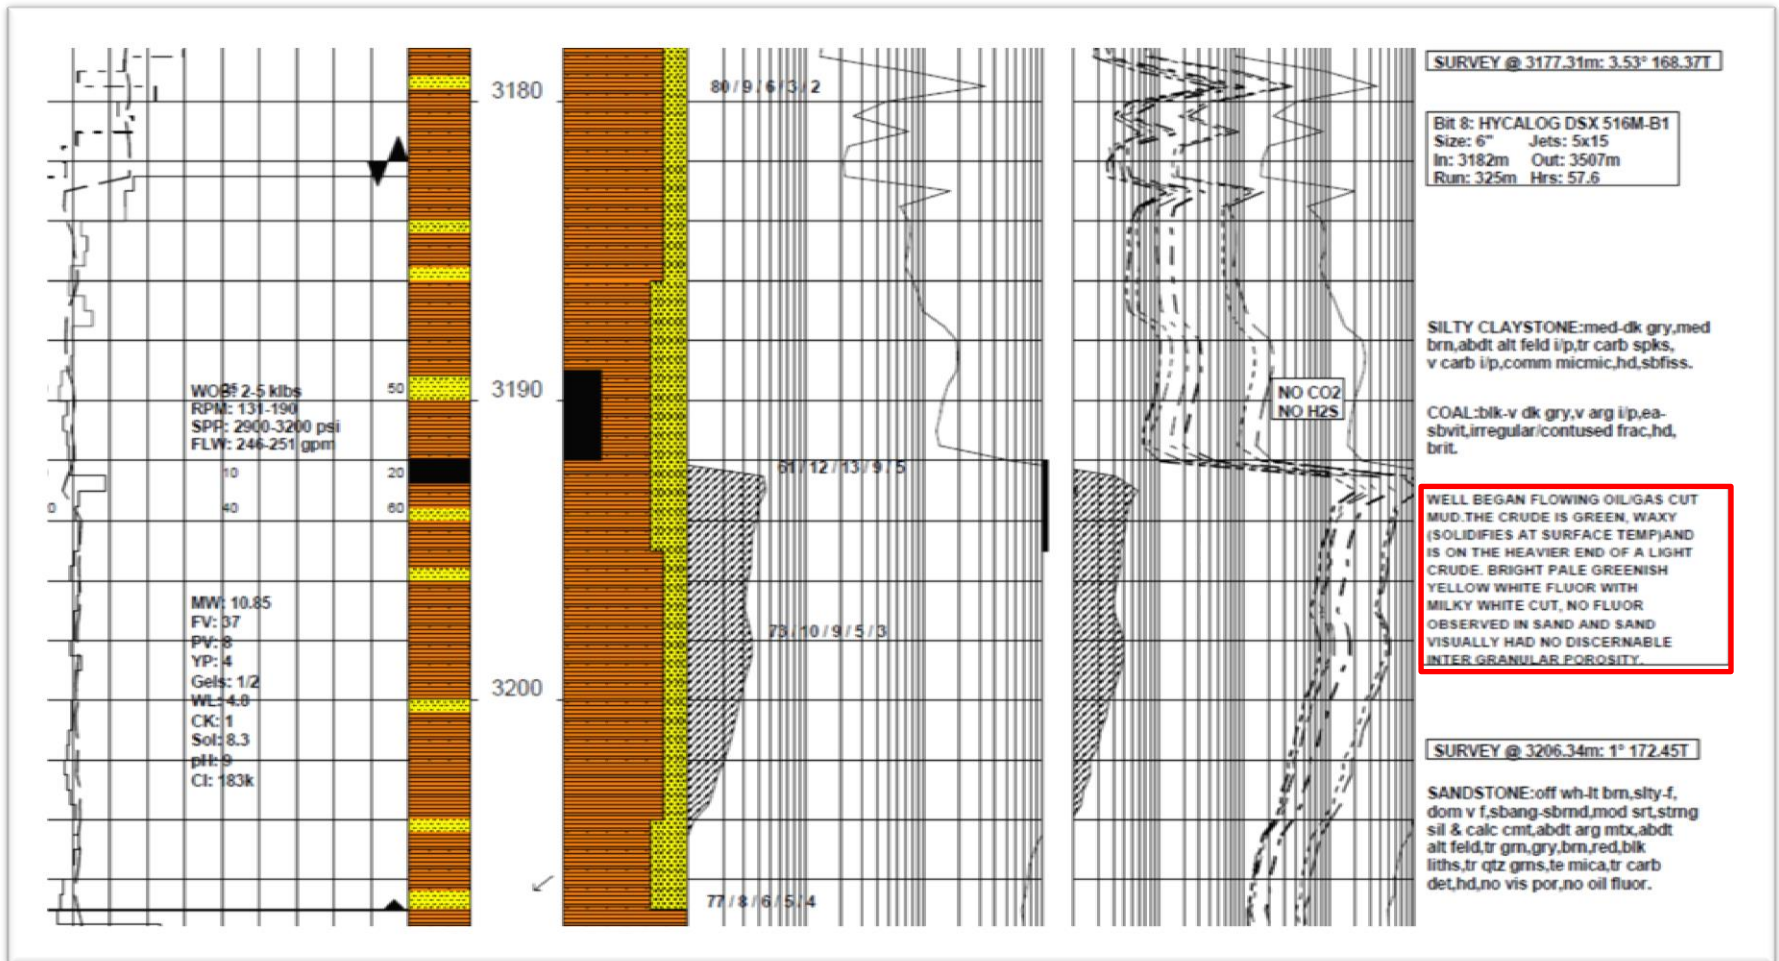 SURVEY @ 3177.31m: 3.53° 168.37T
3180
80 / 9 / 6 / 3 / 2
Bit 8: HYCALOG DSX 516M-B1
Size: 6" Jets: 5x15
In: 3182m Out: 3507m
Run: 325m Hrs: 57.6
SILTY CLAYSTONE:med-dk gry,med
brn,abdt alt feld i/p,tr carb spks,
v carb i/p,comm micmic,hd,sbfiss.
50
3190
WOB: 2-5 klbs
RPM: 131-190
SPP: 2900-3200 psi
FLW: 246-251 gpm
NO CO2
NO H2S
COAL:blk-v dk gry,v arg i/p,ea-
sbvit,irregular/contused frac,hd,
brit.
10
20
61 / 12 / 13 / 9 / 5
0
40
60
WELL BEGAN FLOWING OIL/GAS CUT
MUD.THE CRUDE IS GREEN, WAXY
(SOLIDIFIES AT SURFACE TEMP)AND
IS ON THE HEAVIER END OF A LIGHT
CRUDE. BRIGHT PALE GREENISH
YELLOW WHITE FLUOR WITH
MILKY WHITE CUT, NO FLUOR
OBSERVED IN SAND AND SAND
VISUALLY HAD NO DISCERNABLE
INTER GRANULAR POROSITY.
MW: 10.85
FV: 37
PV: 8
YP: 4
Gels: 1/2
WL: 4.8
CK: 1
Sol: 8.3
pH: 9
Cl: 183k
73 / 10 / 9 / 5 / 3
3200
SURVEY @ 3206.34m: 1° 172.45T
SANDSTONE:off wh-lt brn,slty-f,
dom v f,sbang-sbrnd,mod srt,strng
sil & calc cmt,abdt arg mtx,abdt
alt feld,tr grn,gry,brn,red,blk
liths,tr qtz grns,te mica,tr carb
det,hd,no vis por,no oil fluor.
77 / 8 / 6 / 5 / 4